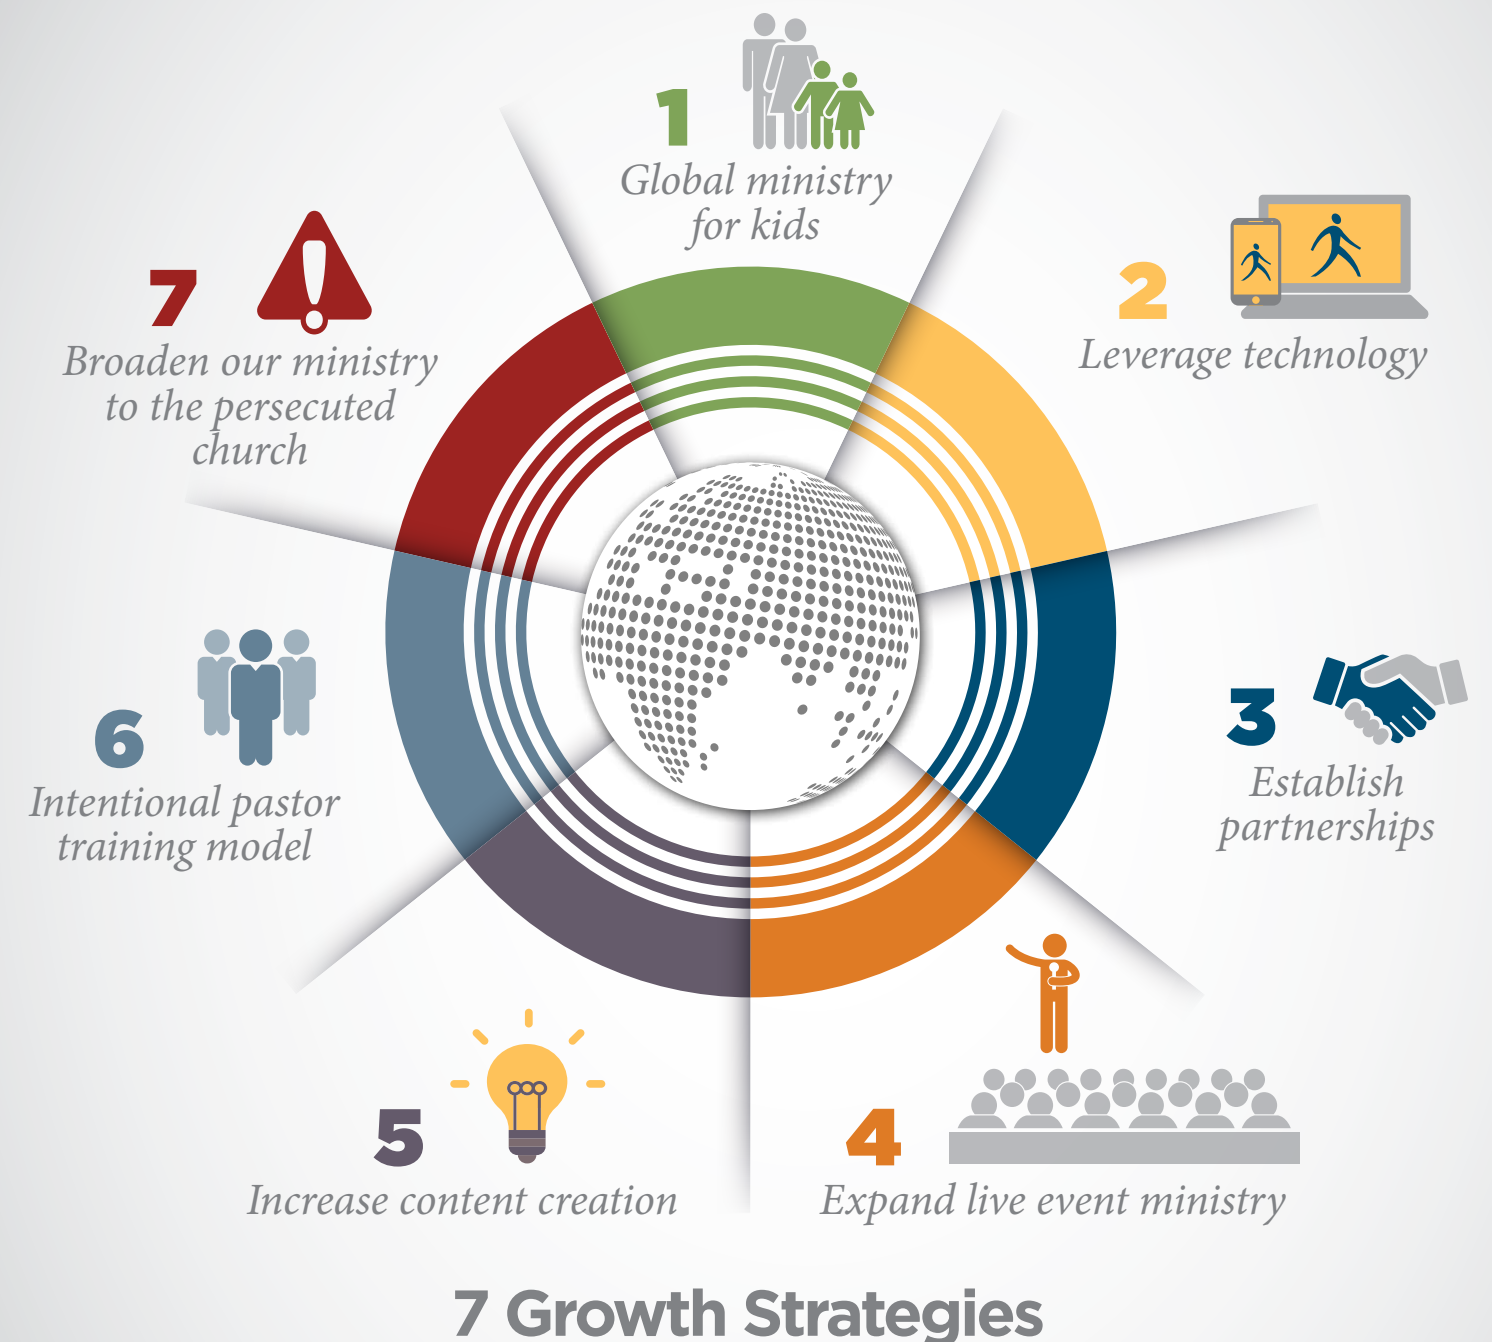 1
Global ministry
for kids
2
Leverage technology
3
Establish
partnerships
4
Expand live event ministry
5
Increase content creation
6
Intentional pastor
training model
7
Broaden our ministry
to the persecuted
church
7 Growth Strategies